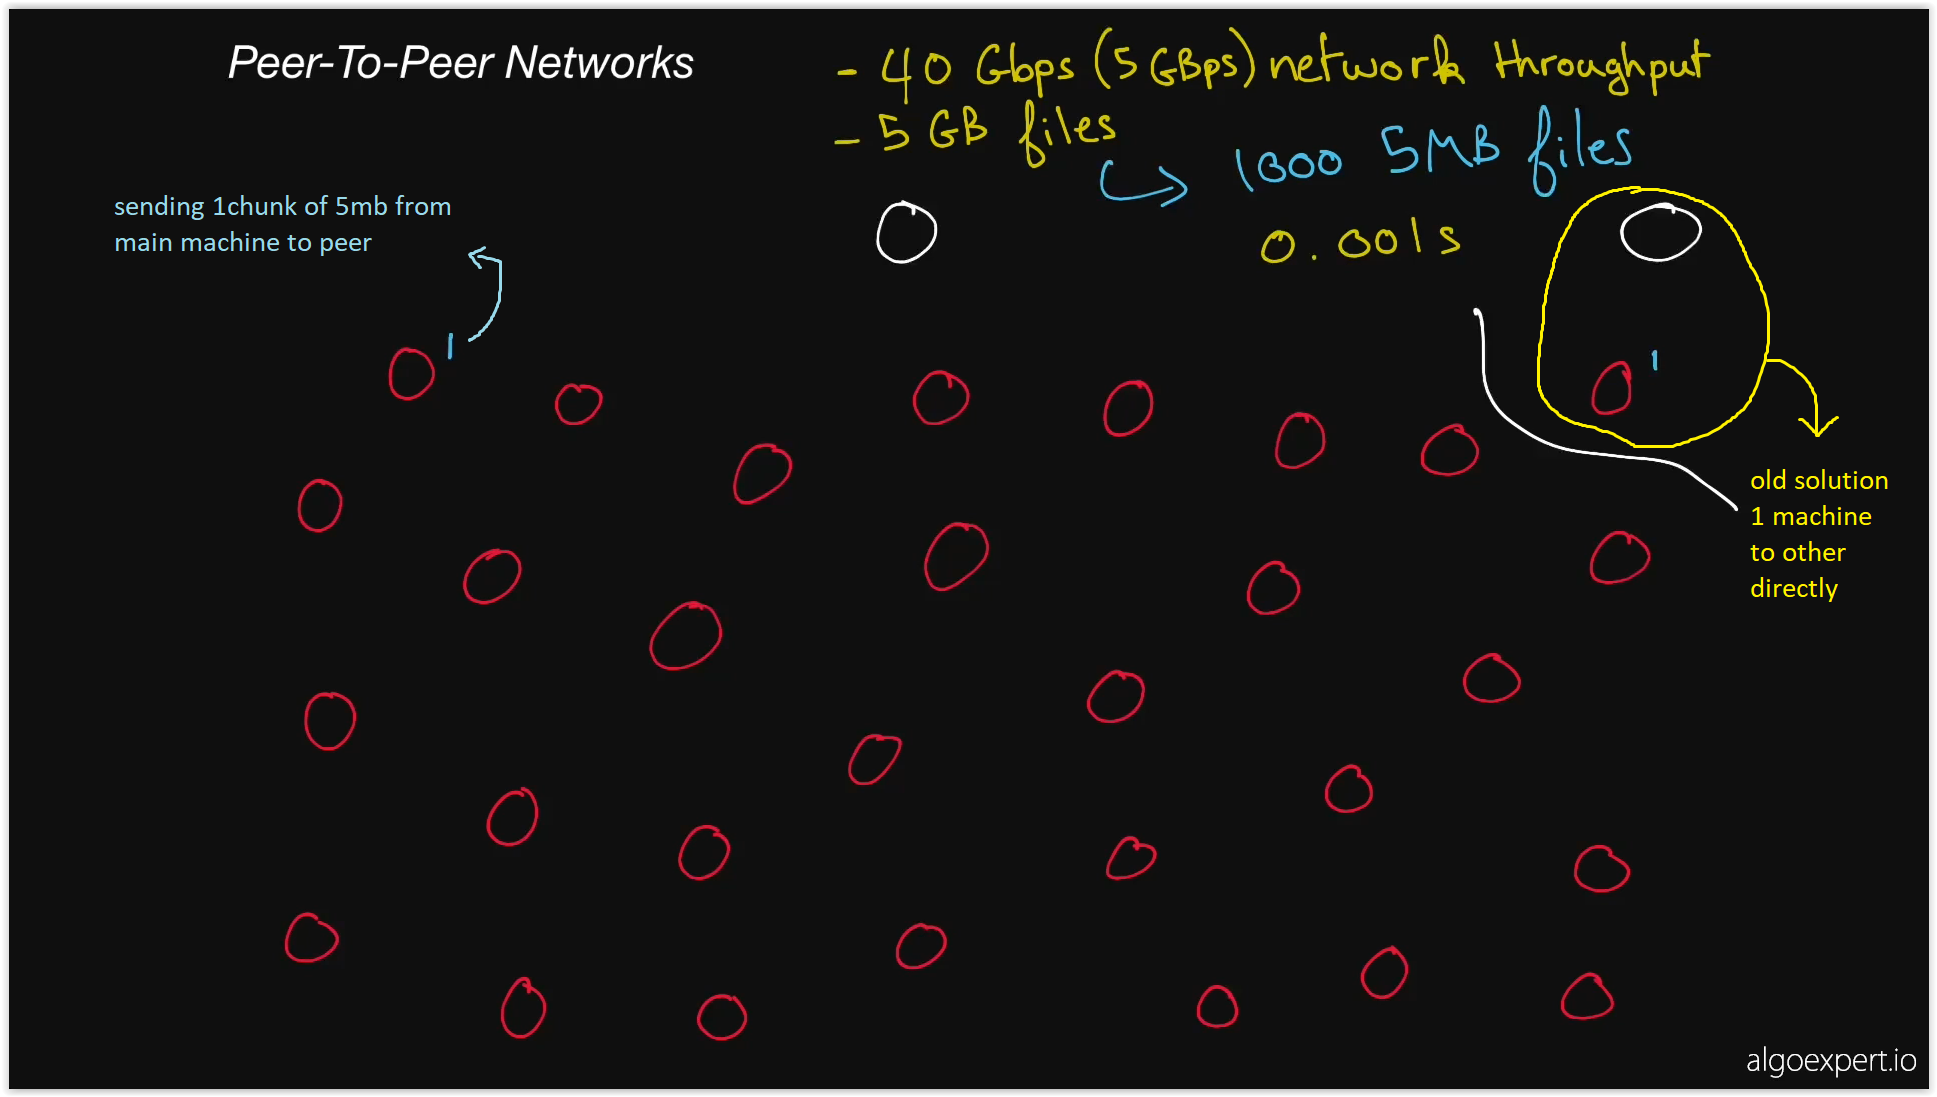 Peer-To-Peer Networks
- 40 Gbps (5 GBps) network throughput
- 5 GB files
1000 5MB files
0.001s
sending 1chunk of 5mb from
main machine to peer
1
1
old solution
1 machine
to other
directly
algoexpert.io